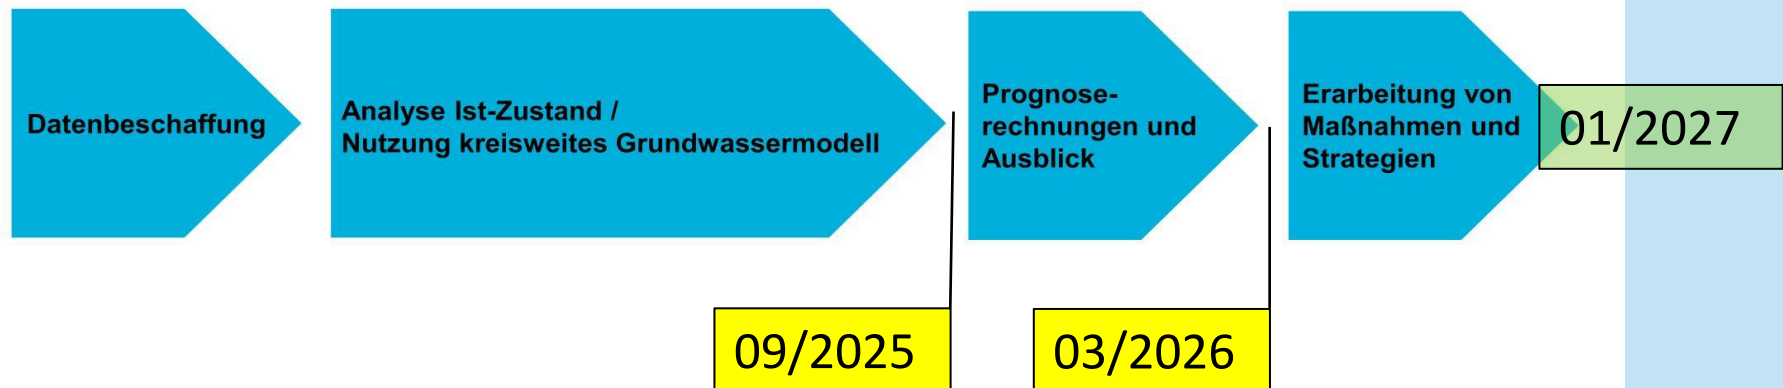 Datenbeschaffung
Analyse Ist-Zustand /
Nutzung kreisweites Grundwassermodell
Prognose-
rechnungen und
Ausblick
Erarbeitung von
Maßnahmen und
Strategien
01/2027
09/2025
03/2026